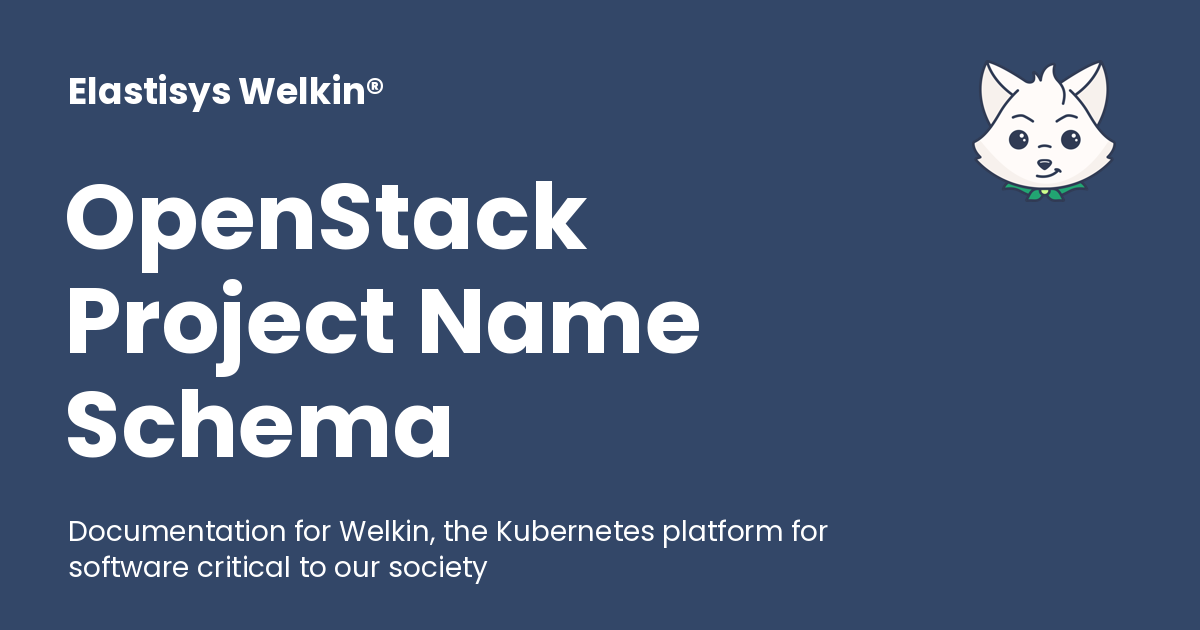 Elastisys Welkin®
OpenStack
Project Name
Schema
Documentation for Welkin, the Kubernetes platform for
software critical to our society